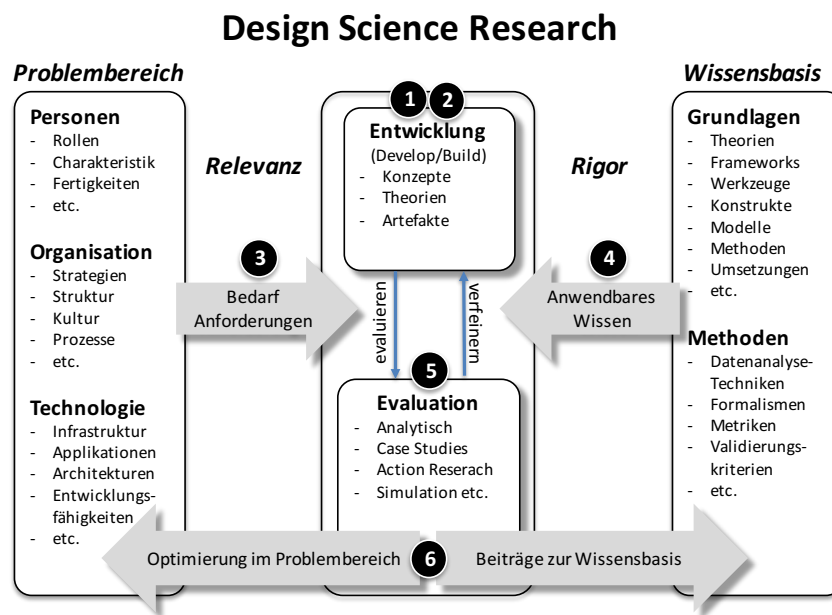 Design Science Research
Problembereich
Personen
- Rollen
- Charakteristik
- Fertigkeiten
- etc.
Organisation
- Strategien
- Struktur
- Kultur
- Prozesse
- etc.
Technologie
- Infrastruktur
- Applikationen
- Architekturen
- Entwicklungs-
fähigkeiten
- etc.
Relevanz
3
Bedarf
Anforderungen
1 2
Entwicklung
(Develop/Build)
- Konzepte
- Theorien
- Artefakte
evaluieren
verfeinern
5
Evaluation
- Analytisch
- Case Studies
- Action Reserach
- Simulation etc.
Rigor
4
Anwendbares
Wissen
Wissensbasis
Grundlagen
- Theorien
- Frameworks
- Werkzeuge
- Konstrukte
- Modelle
- Methoden
- Umsetzungen
- etc.
Methoden
- Datenanalyse-
Techniken
- Formalismen
- Metriken
- Validierungs-
kriterien
- etc.
Optimierung im Problembereich 6 Beiträge zur Wissensbasis